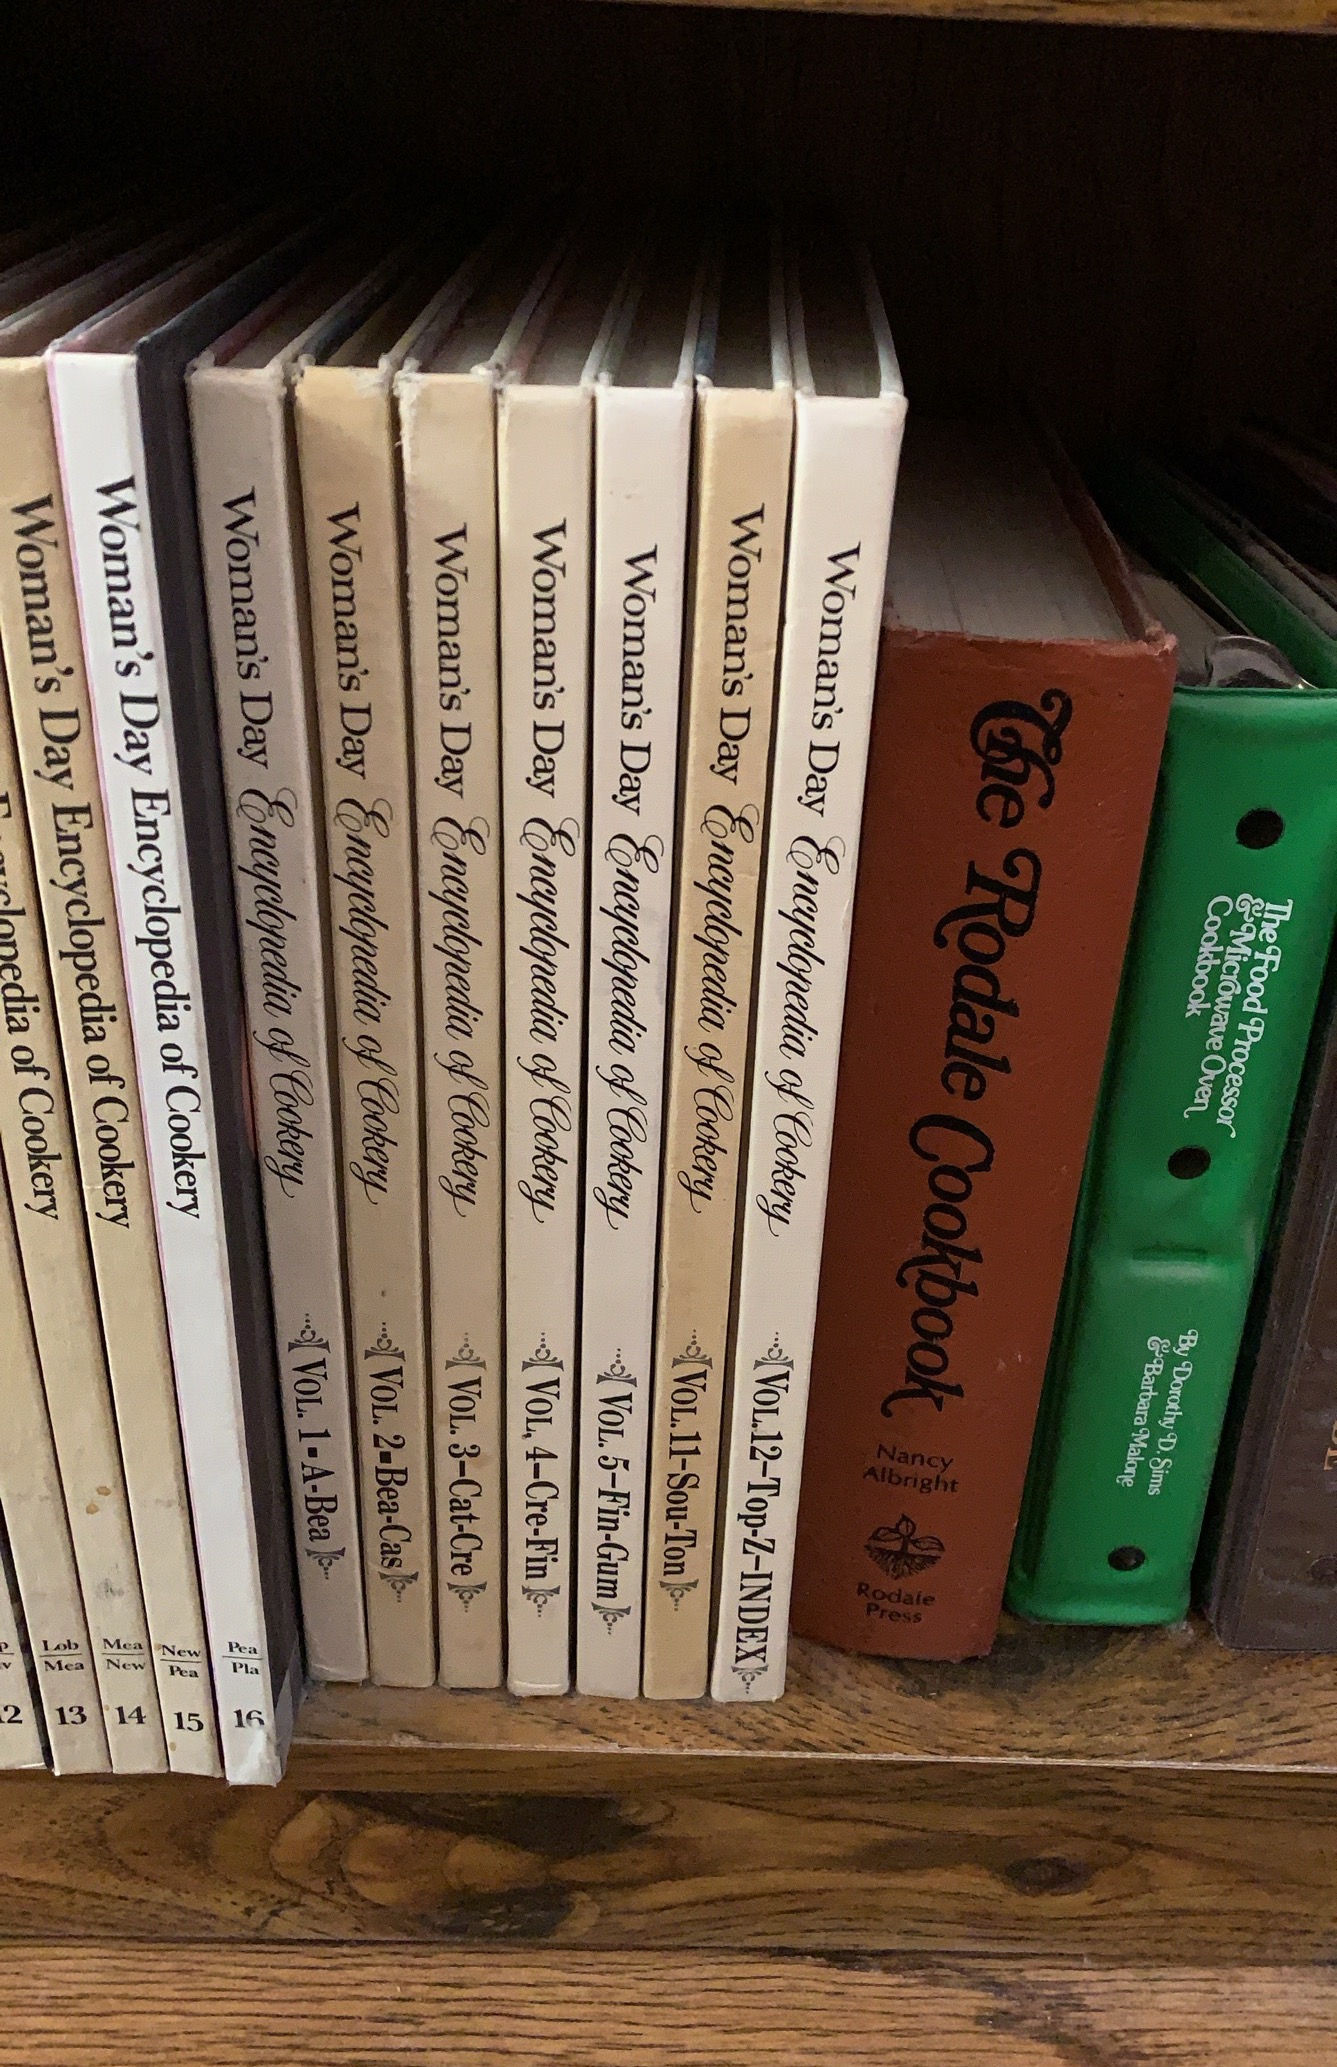 Encyclopedia of Cookery
12
Woman's Day Encyclopedia of Cookery
Lob
Mea
13
Woman's Day Encyclopedia of Cookery
Mea
New
14
New
Pea
15
Woman's Day Encyclopedia of Cookery
Pea
Pla
16
Woman's Day Encyclopedia of Cookery
VOL. 1-A-Bea
Woman's Day Encyclopedia of Cookery
VOL. 2-Bea-Cas
Woman's Day Encyclopedia of Cookery
VOL. 3-Cat-Cre
Woman's Day Encyclopedia of Cookery
VOL. 4-Cre-Fin
Woman's Day Encyclopedia of Cookery
VOL. 5-Fin-Gum
Woman's Day Encyclopedia of Cookery
VOL.11-Sou-Ton
Woman's Day Encyclopedia of Cookery
VOL.12-Top-Z-INDEX
The Rodale Cookbook
Nancy
Albright
Rodale
Press
The Food Processor
& Microwave Oven
Cookbook
By Dorothy D. Sims
& Barbara Malone